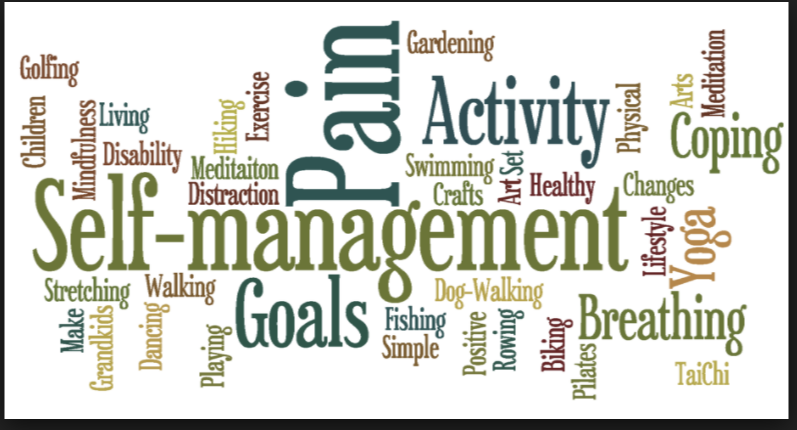 Golfing
Children
Mindfulness
Living
Disability
Hiking
Exercise
Meditaiton
Distraction
Pain
Gardening
Activity
Physical
Arts
Meditation
Coping
Swimming
Crafts
Art
Set
Healthy
Changes
Self-management
Lifestyle
Yoga
Stretching
Walking
Make
Grandkids
Dancing
Playing
Goals
Dog-Walking
Fishing
Simple
Positive
Rowing
Biking
Pilates
Breathing
TaiChi